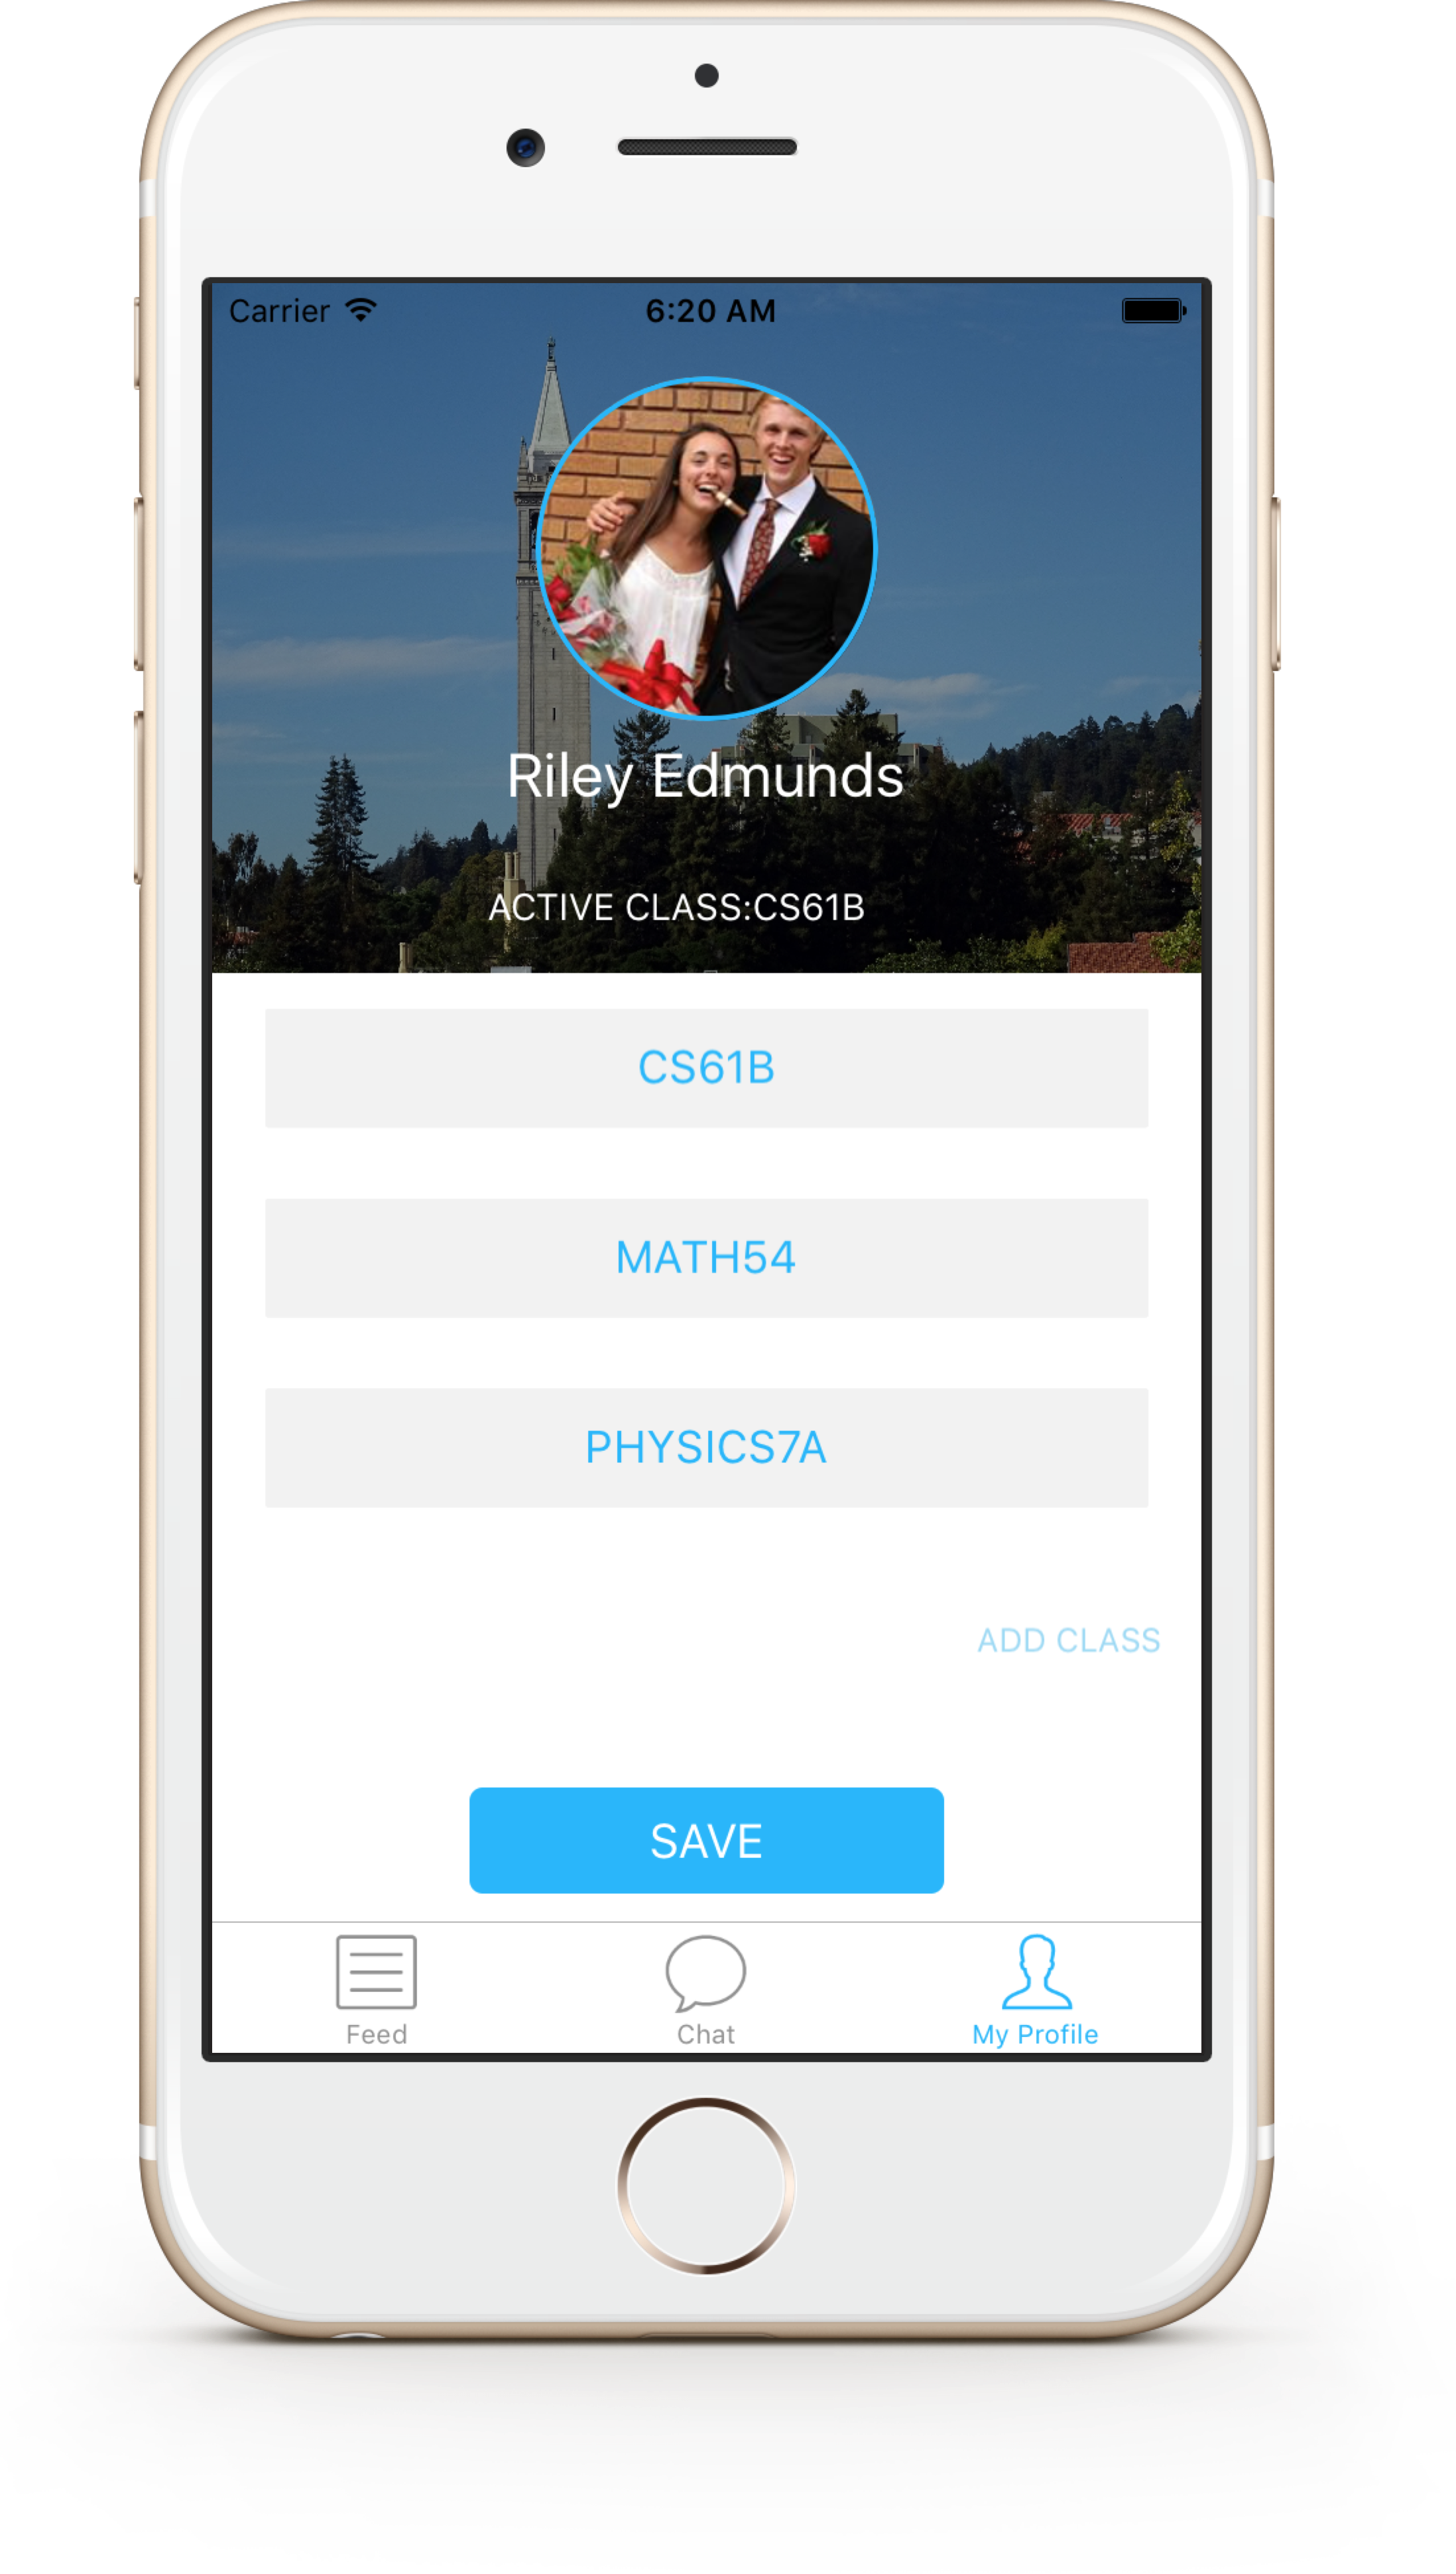 Carrier 6:20 AM
Riley Edmunds
ACTIVE CLASS:CS61B
CS61B
MATH54
PHYSICS7A
ADD CLASS
SAVE
Feed Chat My Profile